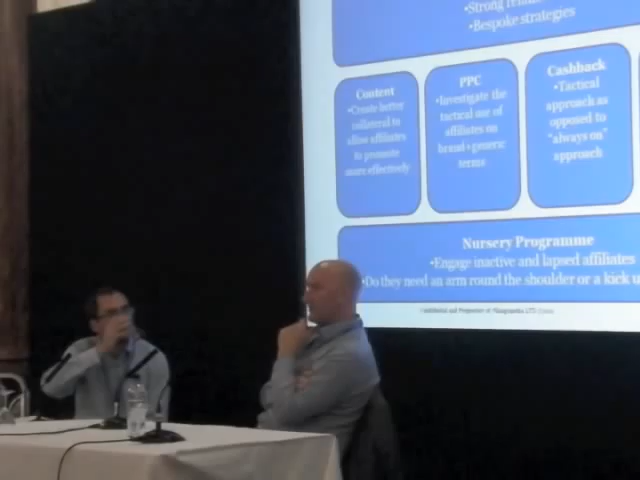 •Strong
•Bespoke strategies
Content
•Create better
collateral to
allow affiliates
to promote
more effectively
PPC
•Investigate the
tactical use of
affiliates on
brand+generic
terms
Cashback
•Tactical
approach as
opposed to
"always on"
approach
Nursery Programme
•Engage inactive and lapsed affiliates
•Do they need an arm round the shoulder or a kick u